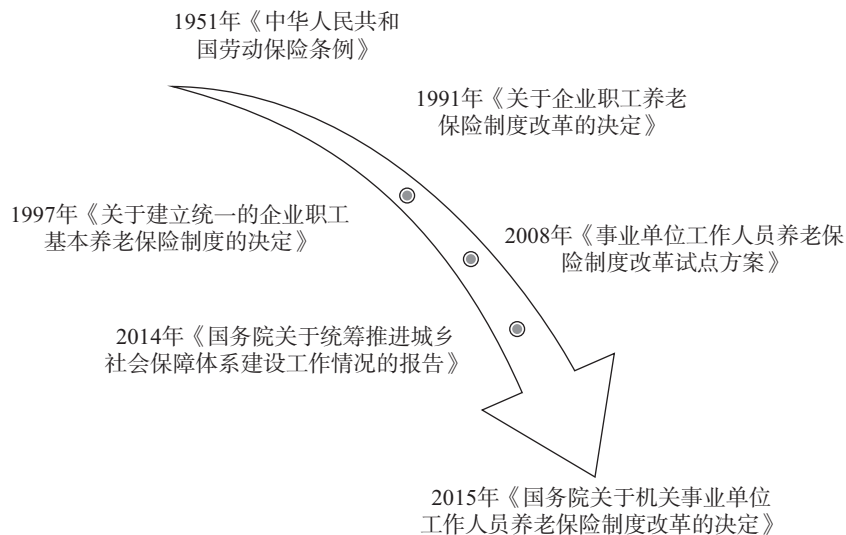 1951年《中华人民共和
国劳动保险条例》
1991年《关于企业职工养老
保险制度改革的决定》
1997年《关于建立统一的企业职工
基本养老保险制度的决定》
2008年《事业单位工作人员养老保
险制度改革试点方案》
2014年《国务院关于统筹推进城乡
社会保障体系建设工作情况的报告》
2015年《国务院关于机关事业单位
工作人员养老保险制度改革的决定》